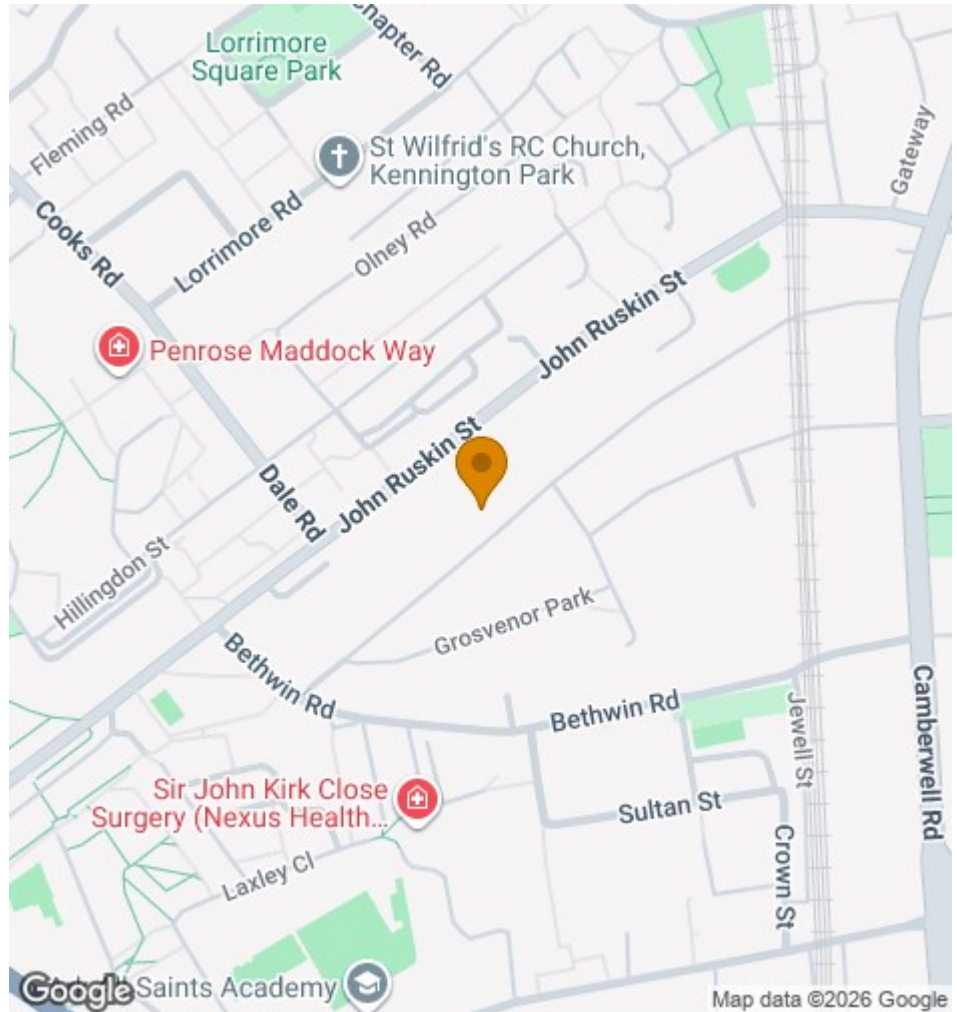 Lorrimore
Square Park
Chapter Rd
Fleming Rd
St Wilfrid's RC Church,
Kennington Park
Gateway
Cooks Rd
Lorrimore Rd
Olney Rd
John Ruskin St
Penrose Maddock Way
John Ruskin St
Dale Rd
Hillingdon St
Grosvenor Park
Bethwin Rd
Bethwin Rd
Camberwell Rd
Jewell St
Sir John Kirk Close
Surgery (Nexus Health...
Sultan St
Crown St
Laxley Cl
Saints Academy
Google
Map data ©2026 Google